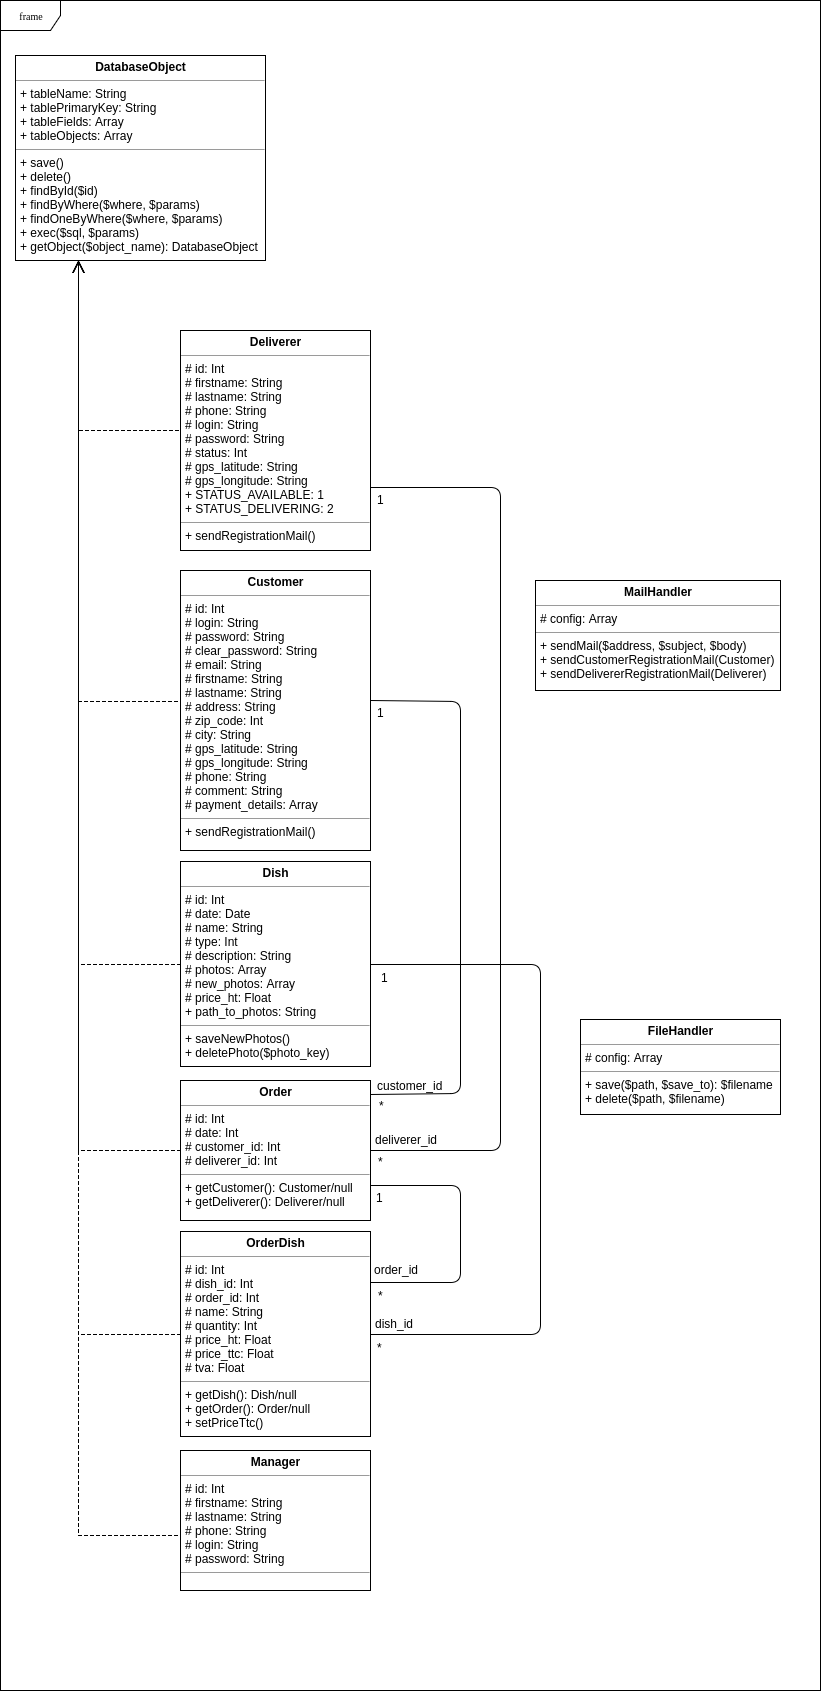 frame
DatabaseObject
+ tableName: String
+ tablePrimaryKey: String
+ tableFields: Array
+ tableObjects: Array
+ save()
+ delete()
+ findById($id)
+ findByWhere($where, $params)
+ findOneByWhere($where, $params)
+ exec($sql, $params)
+ getObject($object_name): DatabaseObject
Deliverer
# id: Int
# firstname: String
# lastname: String
# phone: String
# login: String
# password: String
# status: Int
# gps_latitude: String
# gps_longitude: String
+ STATUS_AVAILABLE: 1
+ STATUS_DELIVERING: 2
+ sendRegistrationMail()
1
Customer
# id: Int
# login: String
# password: String
# clear_password: String
# email: String
# firstname: String
# lastname: String
# address: String
# zip_code: Int
# city: String
# gps_latitude: String
# gps_longitude: String
# phone: String
# comment: String
# payment_details: Array
+ sendRegistrationMail()
1
MailHandler
# config: Array
+ sendMail($address, $subject, $body)
+ sendCustomerRegistrationMail(Customer)
+ sendDelivererRegistrationMail(Deliverer)
Dish
# id: Int
# date: Date
# name: String
# type: Int
# description: String
# photos: Array
# new_photos: Array
# price_ht: Float
+ path_to_photos: String
+ saveNewPhotos()
+ deletePhoto($photo_key)
1
FileHandler
# config: Array
+ save($path, $save_to): $filename
+ delete($path, $filename)
Order
# id: Int
# date: Int
# customer_id: Int
# deliverer_id: Int
+ getCustomer(): Customer/null
+ getDeliverer(): Deliverer/null
customer_id
*
deliverer_id
*
1
OrderDish
# id: Int
# dish_id: Int
# order_id: Int
# name: String
# quantity: Int
# price_ht: Float
# price_ttc: Float
# tva: Float
+ getDish(): Dish/null
+ getOrder(): Order/null
+ setPriceTtc()
order_id
*
dish_id
*
Manager
# id: Int
# firstname: String
# lastname: String
# phone: String
# login: String
# password: String